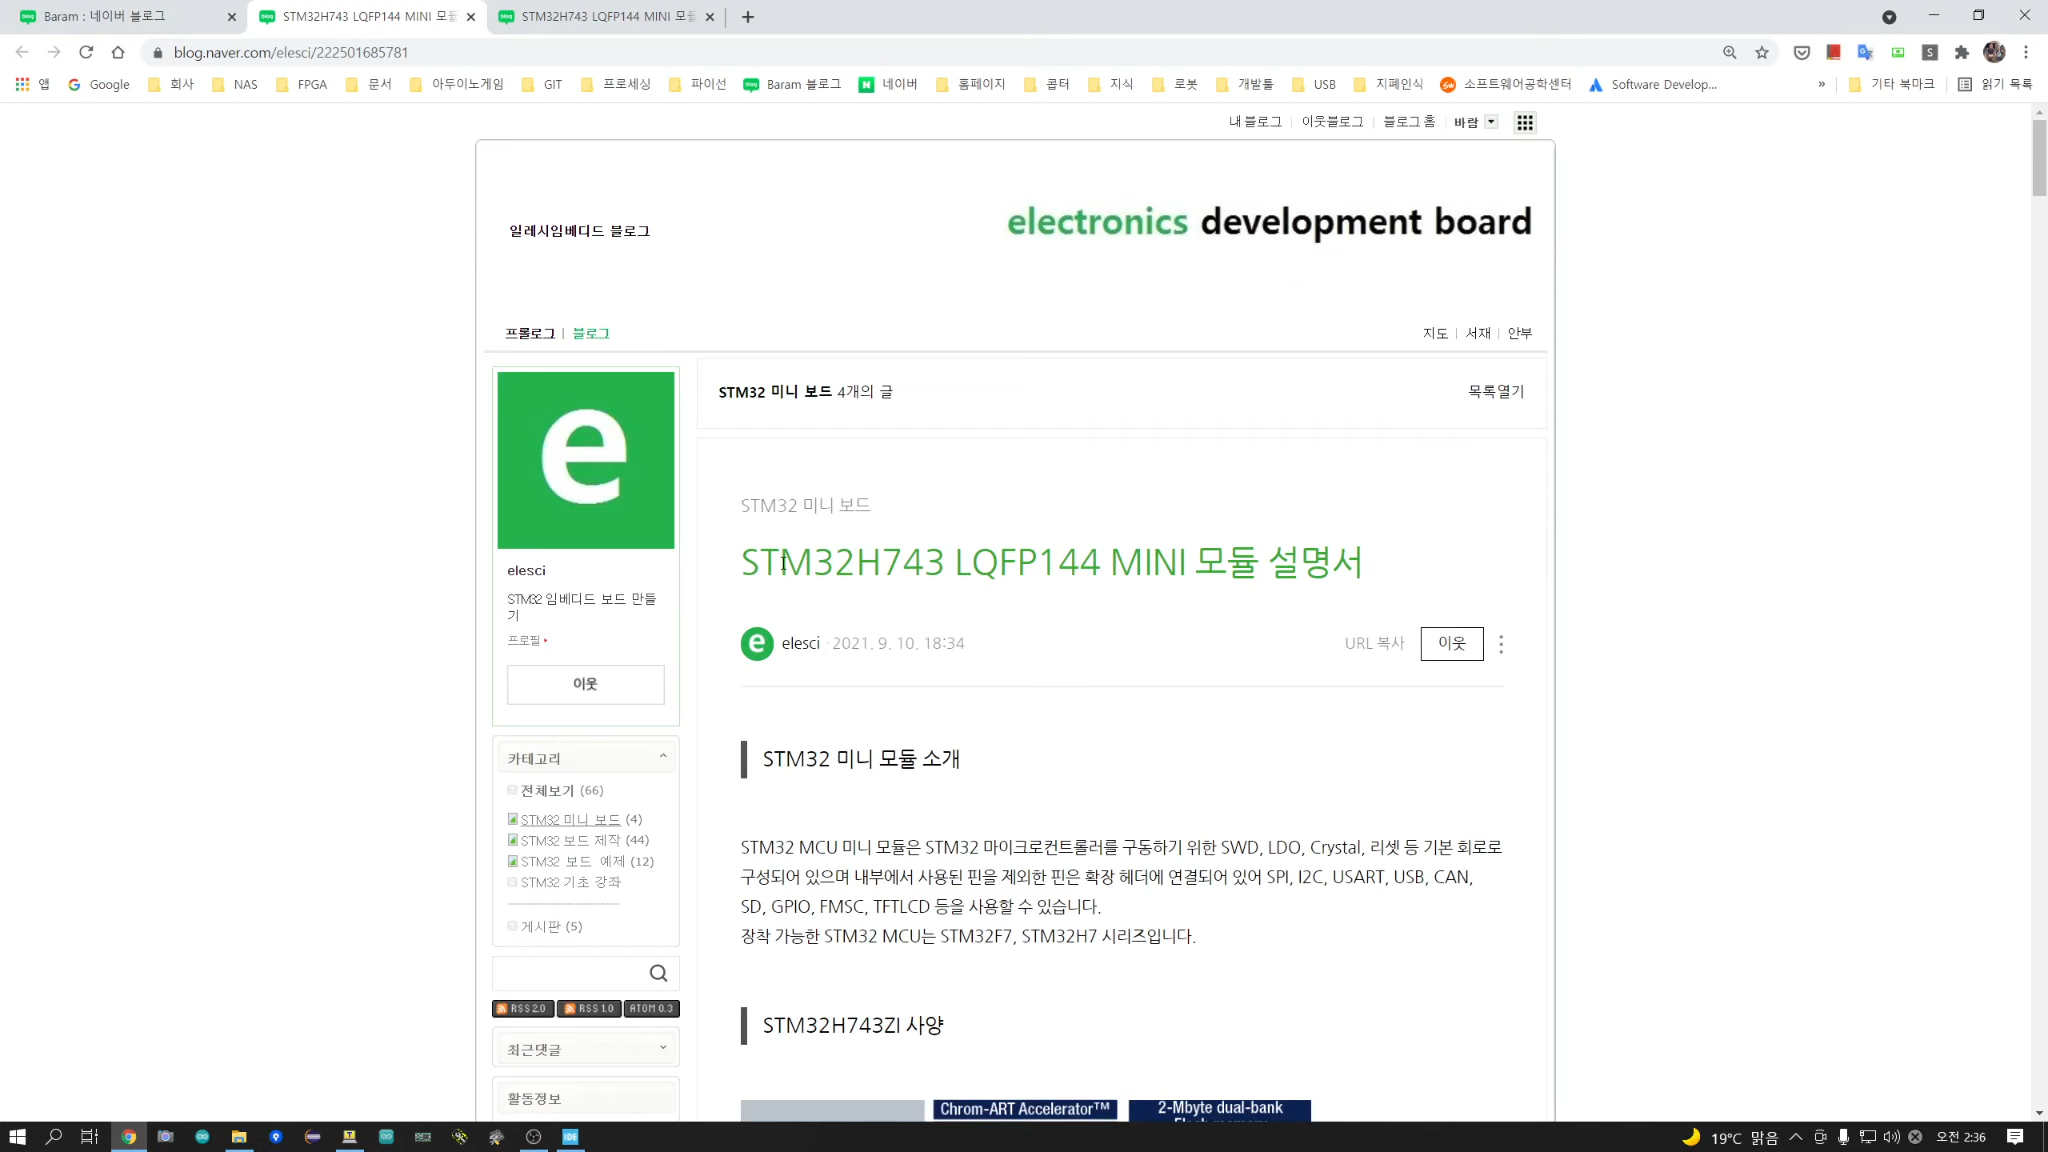 Baram : 네이버 블로그
STM32H743 LQFP144 MINI 모듈
STM32H743 LQFP144 MINI 모듈
blog.naver.com/elesci/222501685781
앱 Google 회사 NAS FPGA 문서 아두이노게임 GIT 프로세싱 파이선 Baram 블로그 네이버 홈페이지 콥터 지식 로봇 개발툴 USB 지폐인식 소프트웨어공학센터 Software Develop... » 기타 북마크 읽기 목록
내 블로그 이웃블로그 블로그 홈 바람
일레시임베디드 블로그
electronics development board
프롤로그 | 블로그
지도 | 서재 | 안부
STM32 미니 보드 4개의 글
목록열기
STM32 미니 보드
STM32H743 LQFP144 MINI 모듈 설명서
e elesci · 2021. 9. 10. 18:34
URL 복사 이웃
e
elesci
STM32 임베디드 보드 만들
기
프로필
이웃
카테고리
전체보기 (66)
STM32 미니 보드 (4)
STM32 보드 제작 (44)
STM32 보드 예제 (12)
STM32 기초 강좌
게시판 (5)
RSS 2.0 RSS 1.0 ATOM 0.3
최근댓글
활동정보
STM32 미니 모듈 소개
STM32 MCU 미니 모듈은 STM32 마이크로컨트롤러를 구동하기 위한 SWD, LDO, Crystal, 리셋 등 기본 회로로
구성되어 있으며 내부에서 사용된 핀을 제외한 핀은 확장 헤더에 연결되어 있어 SPI, I2C, USART, USB, CAN,
SD, GPIO, FMSC, TFTLCD 등을 사용할 수 있습니다.
장착 가능한 STM32 MCU는 STM32F7, STM32H7 시리즈입니다.
STM32H743ZI 사양
Chrom-ART Accelerator™
2-Mbyte dual-bank
19°C 맑음
오전 2:36